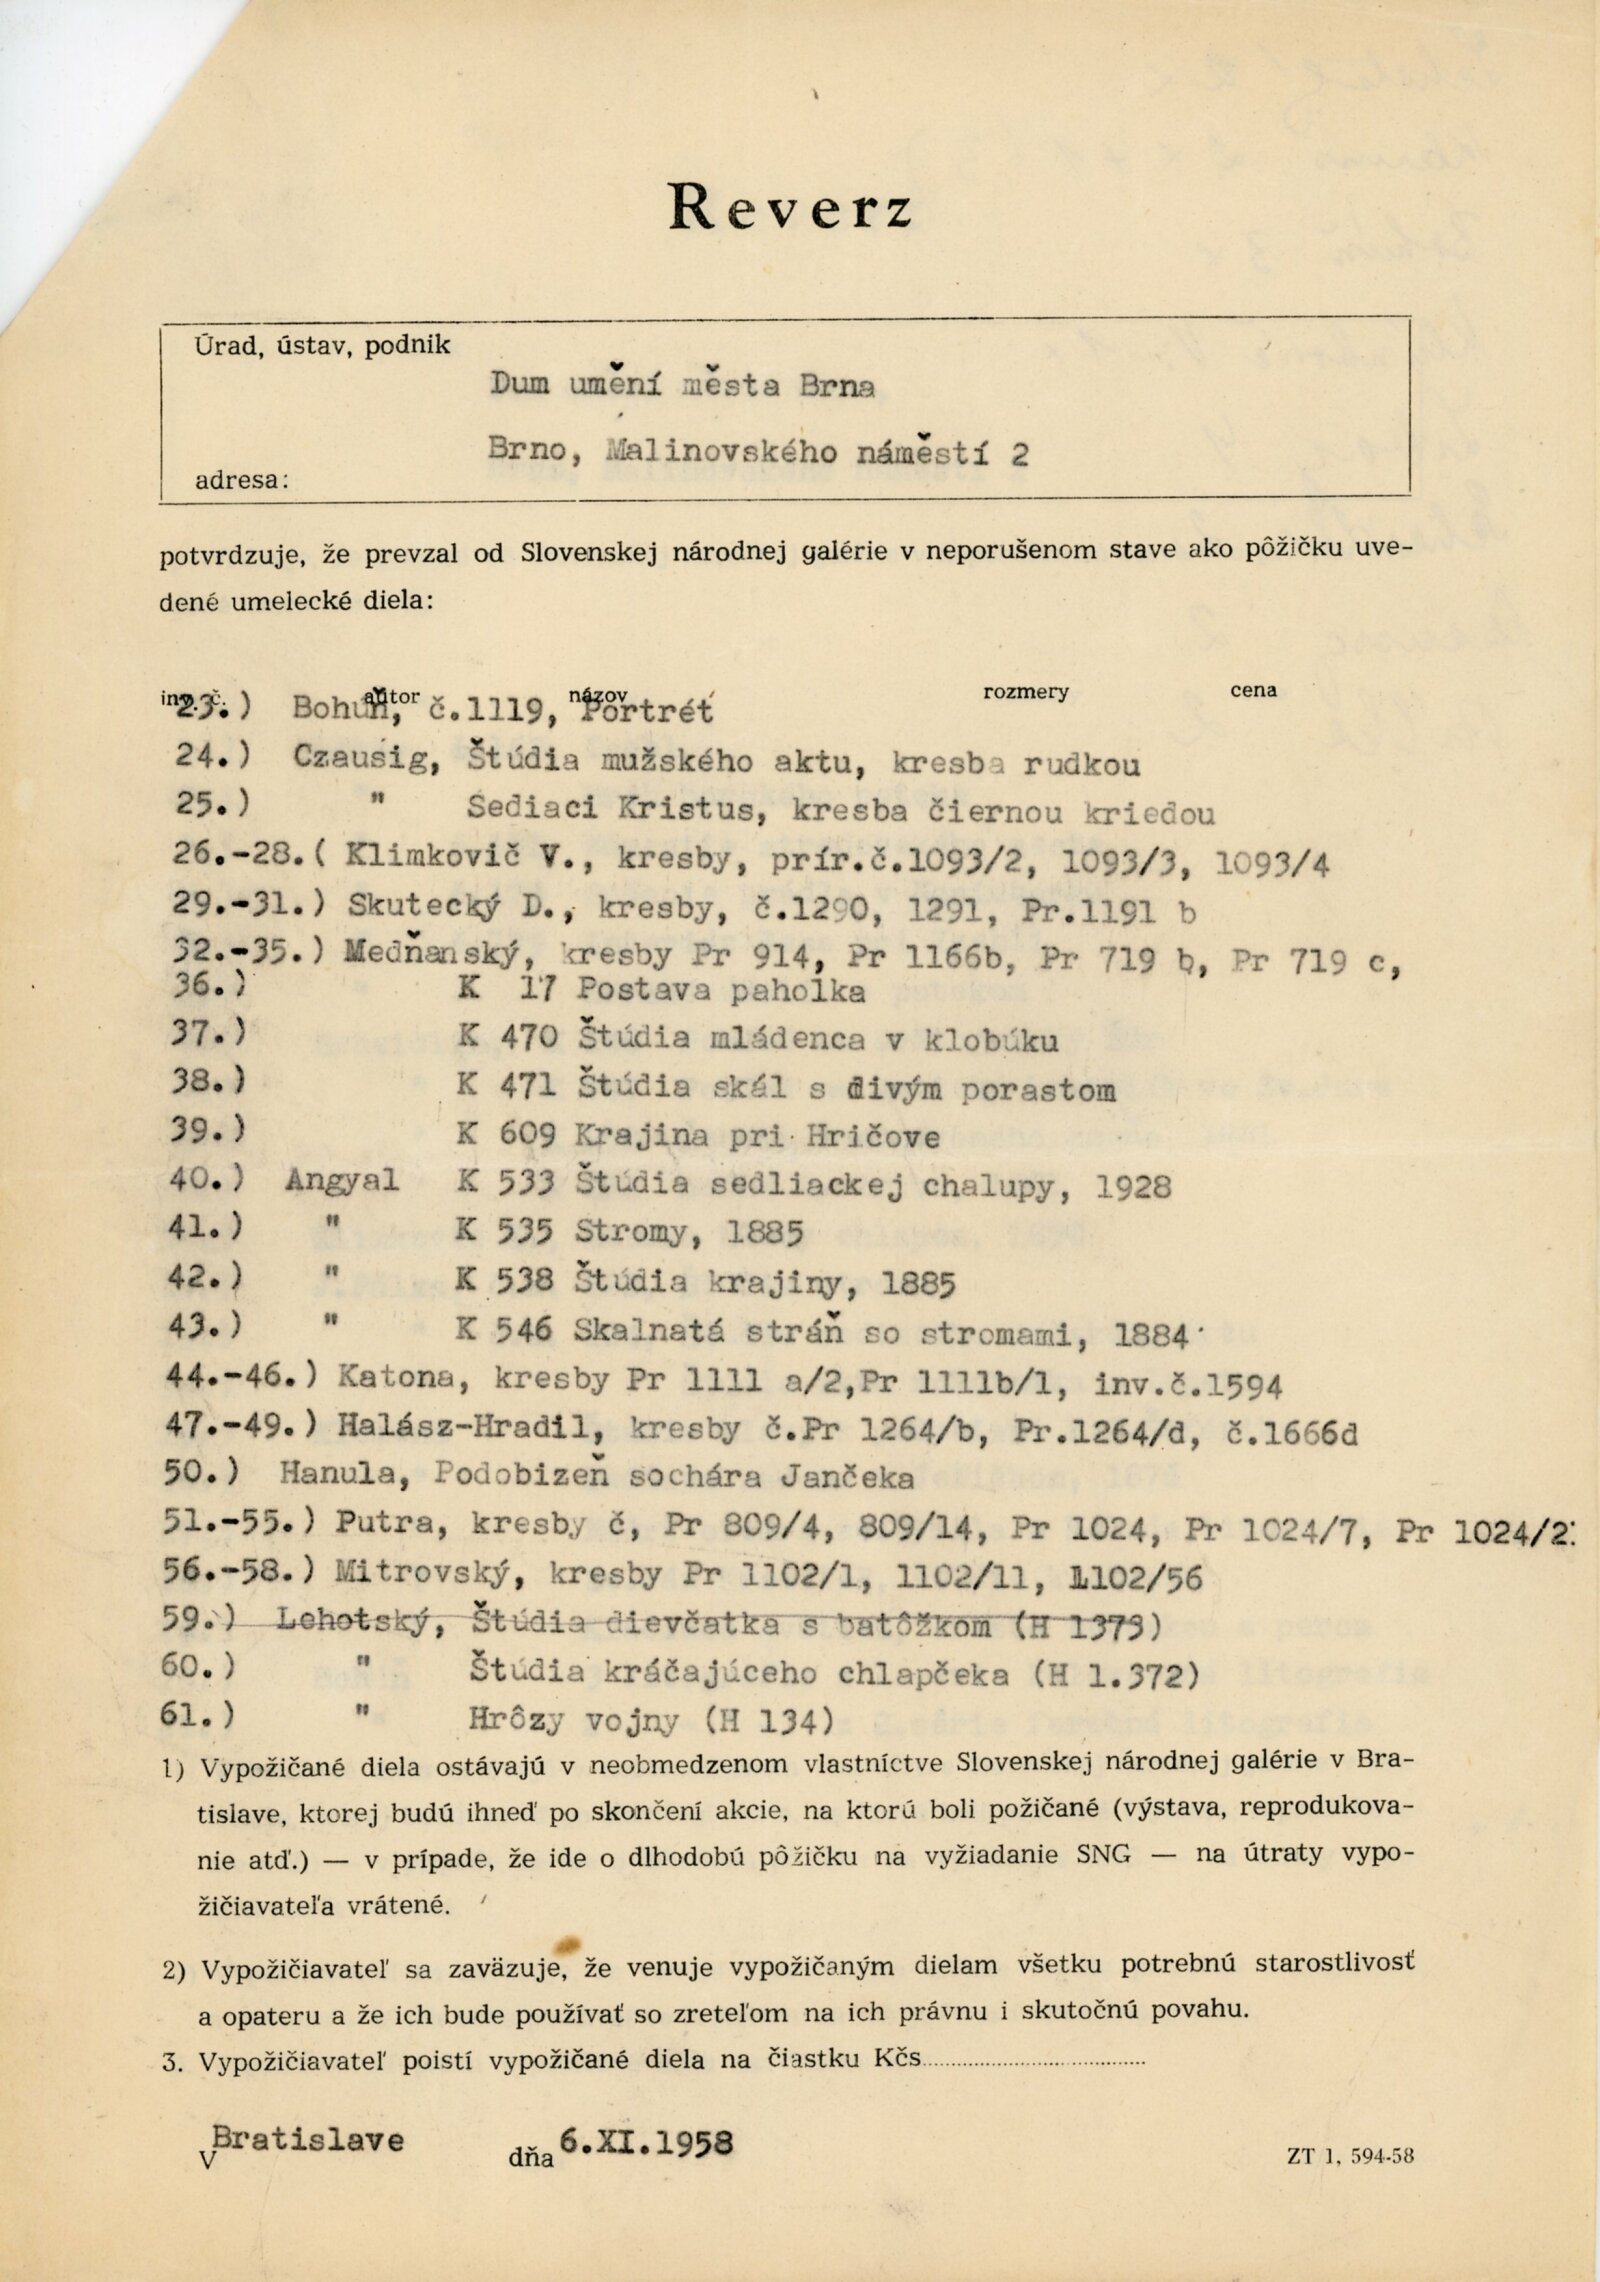 Reverz
Úrad, ústav, podnik
Dum umění města Brna
Brno, Malinovského náměstí 2
adresa:
potvrdzuje, že prevzal od Slovenskej národnej galérie v neporušenom stave ako pôžičku uve-
dené umelecké diela:
inv. č. autor názov rozmery cena
23.) Bohúň, č.1119, Portrét
24.) Czausig, Štúdia mužského aktu, kresba rudkou
25.) " Sediaci Kristus, kresba čiernou kriedou
26.-28.( Klimkovič V., kresby, prír.č.1093/2, 1093/3, 1093/4
29.-31.) Skutecký D., kresby, č.1290, 1291, Pr.1191 b
32.-35.) Medňanský, kresby Pr 914, Pr 1166b, Pr 719 b, Pr 719 c,
36.) K 17 Postava paholka
37.) K 470 Štúdia mládenca v klobúku
38.) K 471 Štúdia skál s divým porastom
39.) K 609 Krajina pri Hričove
40.) Angyal K 533 Štúdia sedliackej chalupy, 1928
41.) " K 535 Stromy, 1885
42.) " K 538 Štúdia krajiny, 1885
43.) " K 546 Skalnatá stráň so stromami, 1884
44.-46.) Katona, kresby Pr 1111 a/2,Pr 1111b/1, inv.č.1594
47.-49.) Halász-Hradil, kresby č.Pr 1264/b, Pr.1264/d, č.1666d
50.) Hanula, Podobizeň sochára Jančeka
51.-55.) Putra, kresby č, Pr 809/4, 809/14, Pr 1024, Pr 1024/7, Pr
56.-58.) Mitrovský, kresby Pr 1102/1, 1102/11, 1102/56
59.) Lehotský, Štúdia dievčatka s batôžkom (H 1373)
60.) " Štúdia kráčajúceho chlapčeka (H 1.372)
61.) " Hrôzy vojny (H 134)
1) Vypožičané diela ostávajú v neobmedzenom vlastníctve Slovenskej národnej galérie v Bra-
tislave, ktorej budú ihneď po skončení akcie, na ktorú boli požičané (výstava, reprodukova-
nie atď.) — v prípade, že ide o dlhodobú pôžičku na vyžiadanie SNG — na útraty vypo-
žičiavateľa vrátené.
2) Vypožičiavateľ sa zaväzuje, že venuje vypožičaným dielam všetku potrebnú starostlivosť
a opateru a že ich bude používať so zreteľom na ich právnu i skutočnú povahu.
3. Vypožičiavateľ poistí vypožičané diela na čiastku Kčs
v Bratislave dňa 6.XI.1958
ZT 1, 594-58